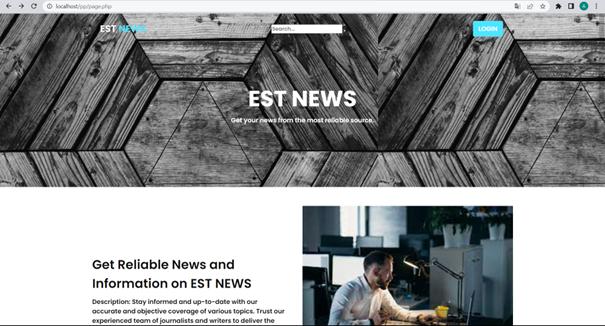 localhost/pp/page.php
EST NEWS
Search...
LOGIN
EST NEWS
Get your news from the most reliable source.
Get Reliable News and
Information on EST NEWS
Description: Stay informed and up-to-date with our
accurate and objective coverage of various topics. Trust our
experienced team of journalists and writers to deliver the